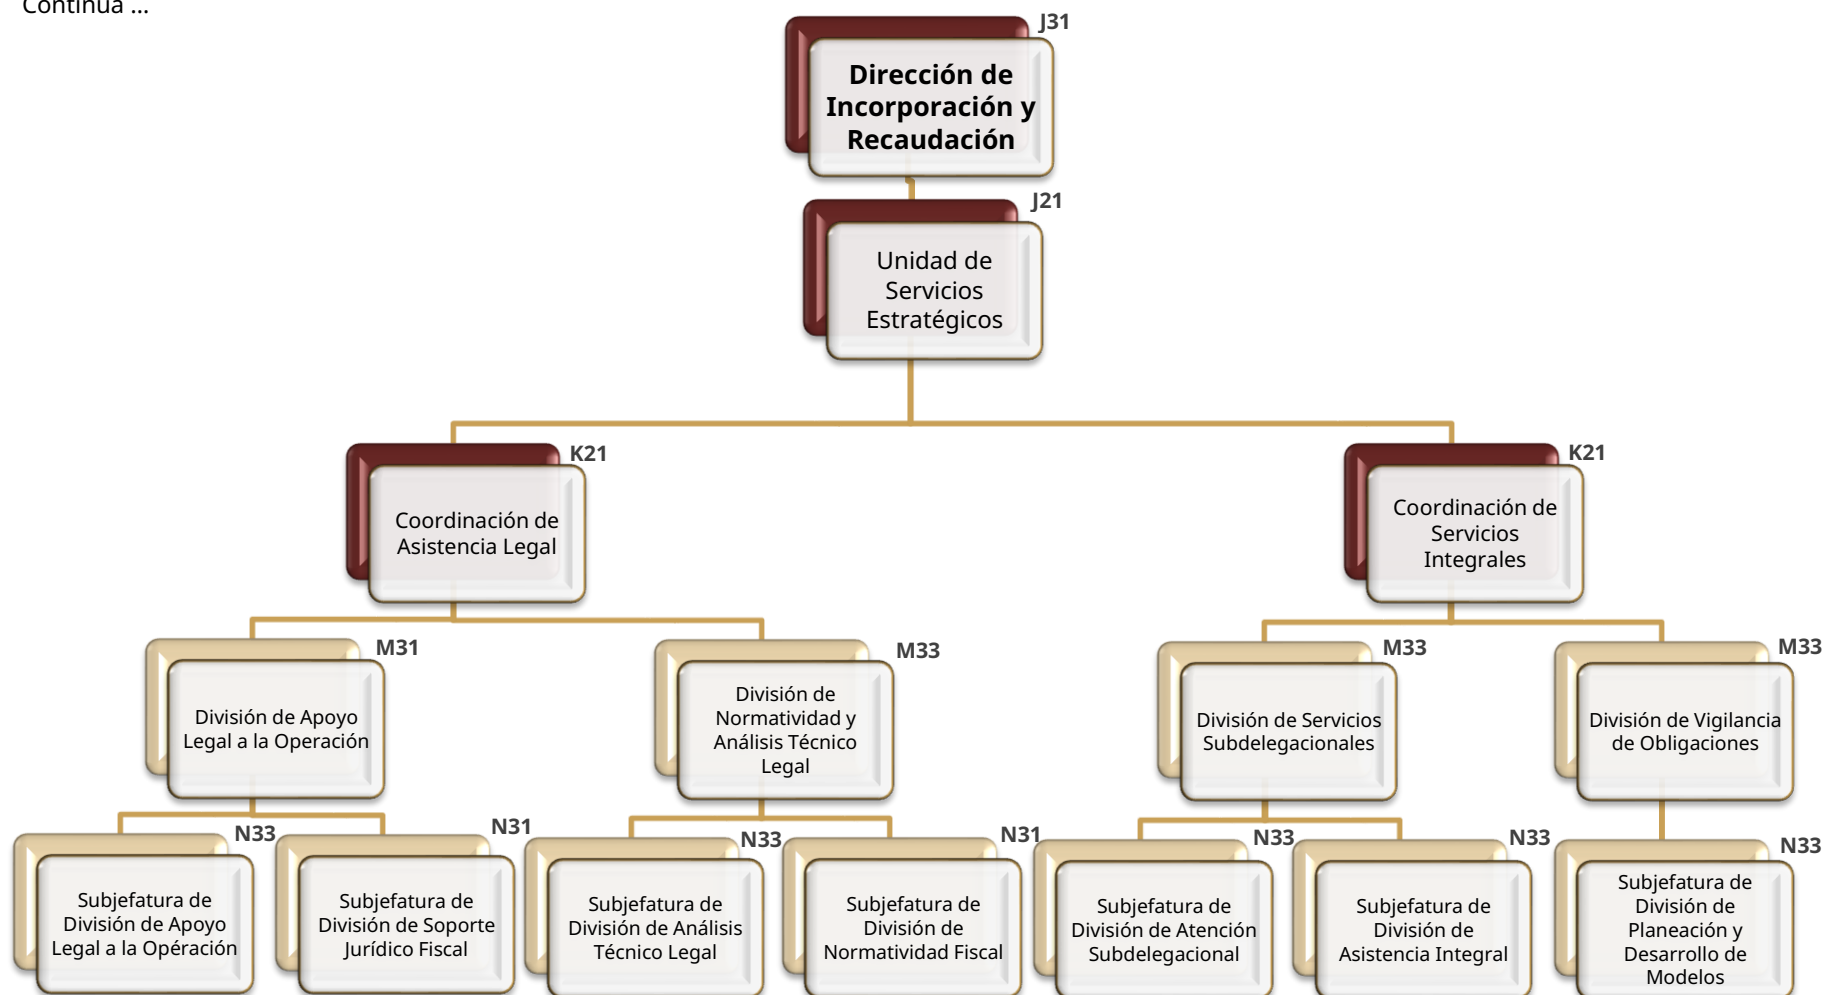 Continúa ...
J31
Dirección de
Incorporación y
Recaudación
J21
Unidad de
Servicios
Estratégicos
K21
Coordinación de
Asistencia Legal
K21
Coordinación de
Servicios
Integrales
M31
División de Apoyo
Legal a la Operación
M33
División de
Normatividad y
Análisis Técnico
Legal
M33
División de Servicios
Subdelegacionales
M33
División de Vigilancia
de Obligaciones
N33
Subjefatura de
División de Apoyo
Legal a la Opéración
N31
Subjefatura de
División de Soporte
Jurídico Fiscal
N33
Subjefatura de
División de Análisis
Técnico Legal
N31
Subjefatura de
División de
Normatividad Fiscal
N33
Subjefatura de
División de Atención
Subdelegacional
N33
Subjefatura de
División de
Asistencia Integral
N33
Subjefatura de
División de
Planeación y
Desarrollo de
Modelos